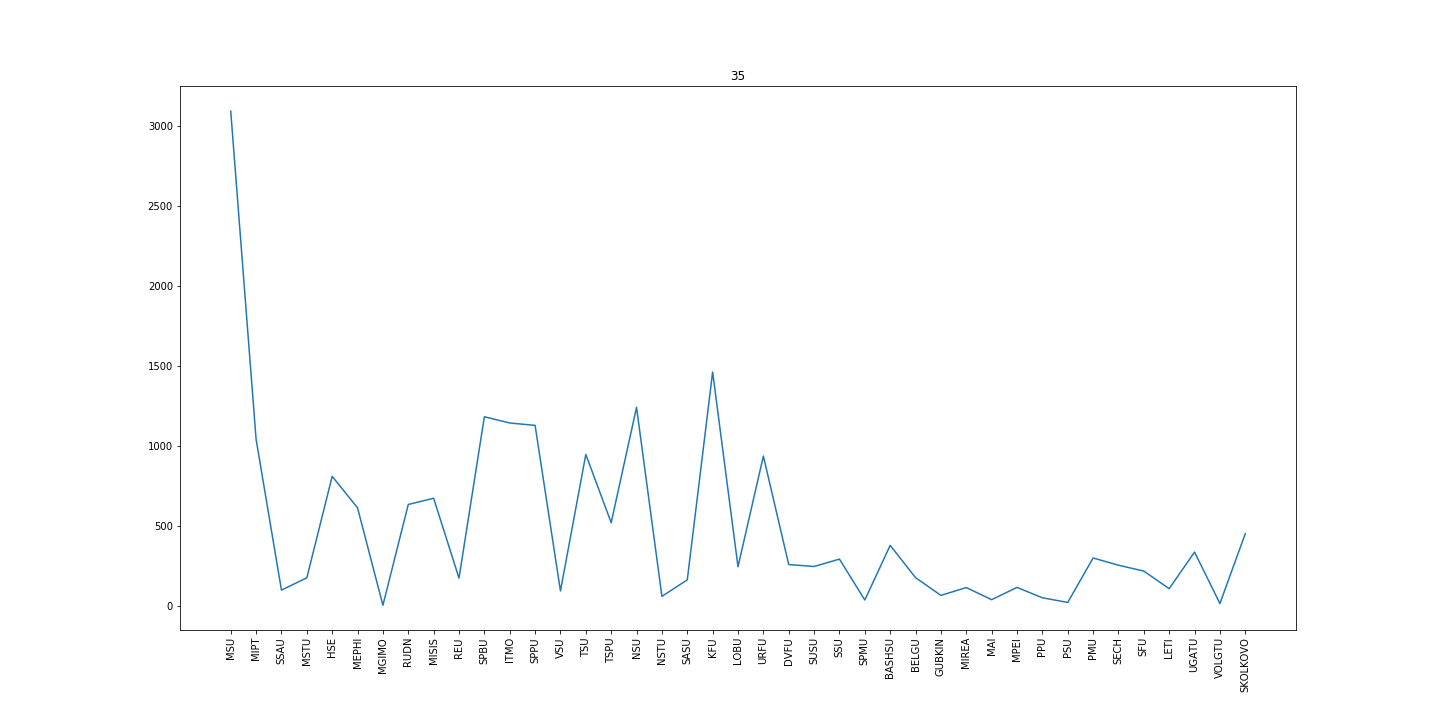 35
3000
2500
2000
1500
1000
500
0
MSU
MIPT
SSAU
MSTU
HSE
MEPHI
MGIMO
RUDN
MISIS
REU
SPBU
ITMO
SPPU
VSU
TSU
TSPU
NSU
NSTU
SASU
KFU
LOBU
URFU
DVFU
SUSU
SSU
SPMU
BASHSU
BELGU
GUBKIN
MIREA
MAI
MPEI
PPU
PSU
PMU
SECH
SFU
LETI
UGATU
VOLGTU
SKOLKOVO